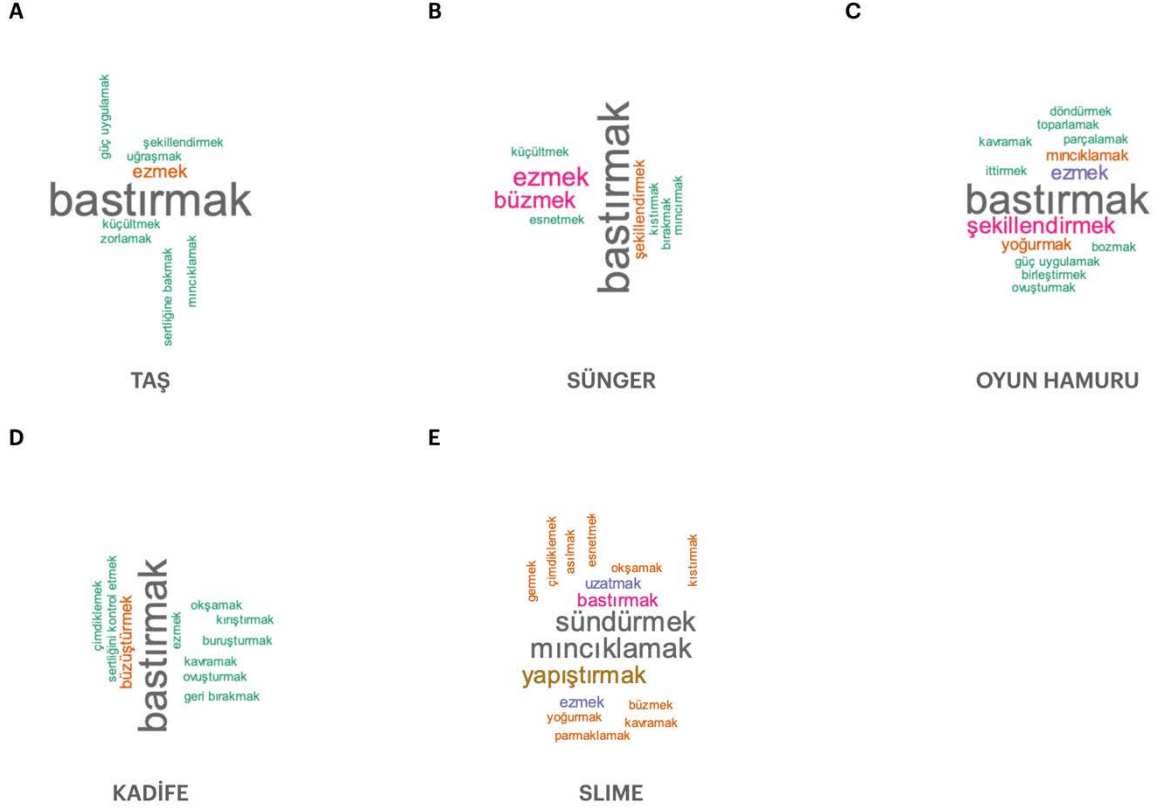 A
güç uygulamak
şekillendirmek
uğraşmak
ezmek
bastırmak
küçültmek
zorlamak
sertliğine bakmak
mıncıklamak
TAŞ
B
küçültmek
ezmek
büzmek
esnetmek
bastırmak
şekillendirmek
kıstırmak
bırakmak
mıncırmak
SÜNGER
C
döndürmek
toparlamak
kavramak
parçalamak
mıncıklamak
ittirmek
ezmek
bastırmak
şekillendirmek
yoğurmak
bozmak
güç uygulamak
birleştirmek
ovuşturmak
OYUN HAMURU
D
çimdiklemek
sertliğini kontrol etmek
büzüştürmek
bastırmak
ezmek
okşamak
kırıştırmak
buruşturmak
kavramak
ovuşturmak
geri bırakmak
KADİFE
E
germek
çimdiklemek
asılmak
esnetmek
okşamak
kıstırmak
uzatmak
bastırmak
sündürmek
mıncıklamak
yapıştırmak
ezmek
büzmek
yoğurmak
kavramak
parmaklamak
SLIME